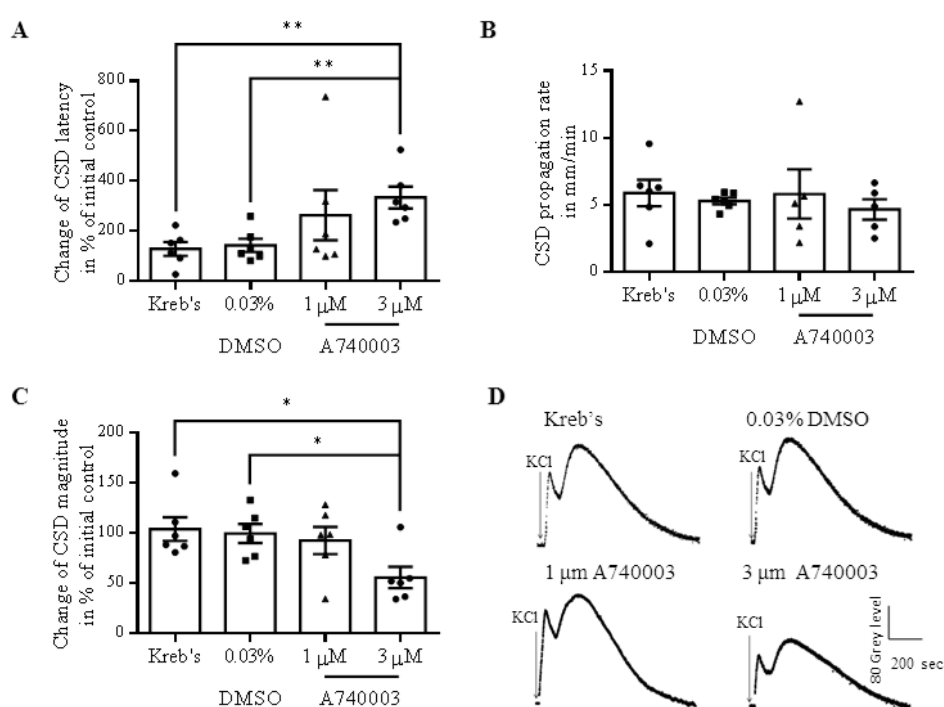 A
**
**
Change of CSD latency
in % of initial control
800
600
400
200
0
Kreb's 0.03% 1 µM 3 µM
DMSO A740003
B
CSD propagation rate
in mm/min
15
10
5
0
Kreb's 0.03% 1 µM 3 µM
DMSO A740003
C
*
*
Change of CSD magnitude
in % of initial control
200
150
100
50
0
Kreb's 0.03% 1 µM 3 µM
DMSO A740003
D
Kreb's 0.03% DMSO
KCl KCl
1 µm A740003 3 µm A740003
KCl KCl
80 Grey level
200 sec